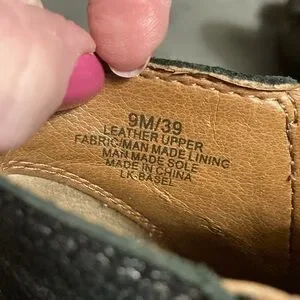 9M/39
LEATHER UPPER
FABRIC/MAN MADE LINING
MAN MADE SOLE
MADE IN CHINA
LK-BASEL